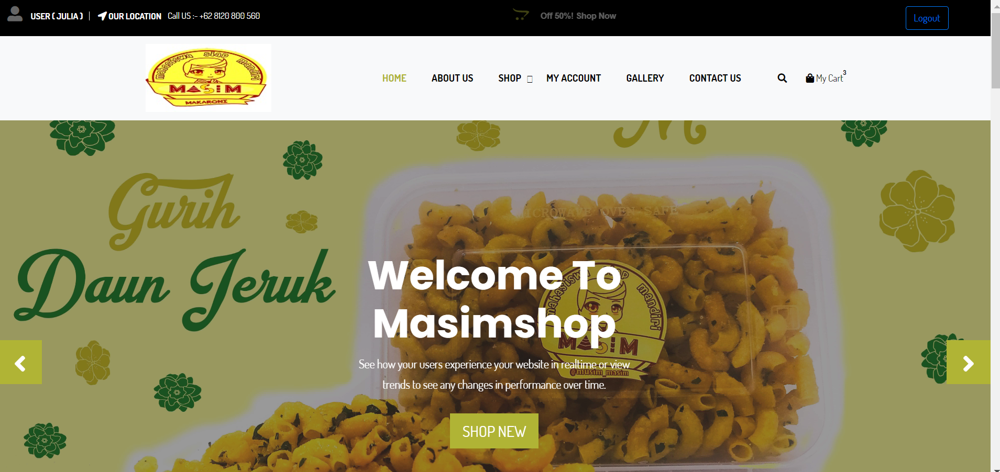 USER ( JULIA ) | OUR LOCATION Call US :- +62 8120 800 560
Off 50%! Shop Now
Logout
mahasiswa siap mandiri
MASIM
MAKARONI
HOME ABOUT US SHOP MY ACCOUNT GALLERY CONTACT US My Cart 3
Gurih
Daun Jeruk
MICROWAVE OVEN SAFE
Welcome To
Masimshop
mahasiswa siap mandiri
MASIM
@musim_masim
See how your users experience your website in realtime or view
trends to see any changes in performance over time.
SHOP NEW